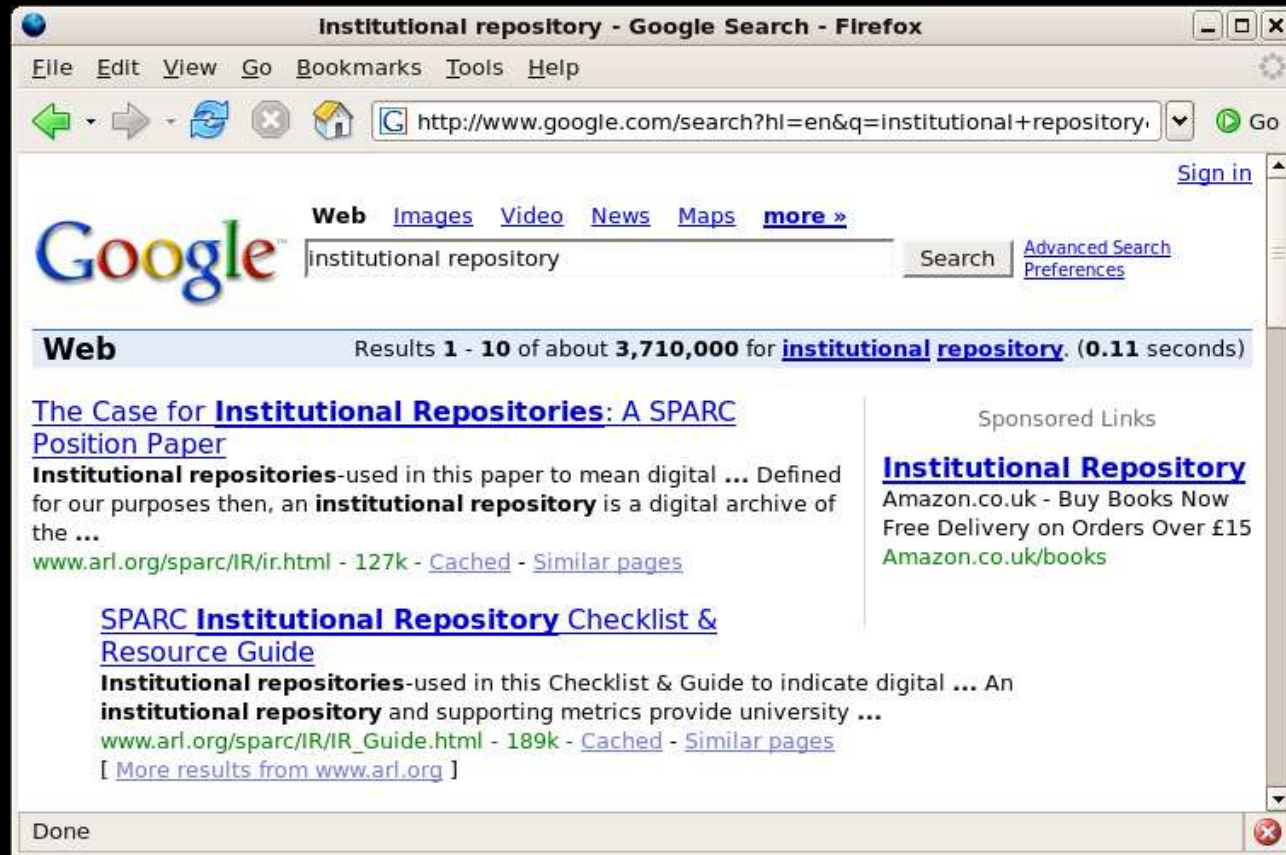 institutional repository - Google Search - Firefox
File Edit View Go Bookmarks Tools Help
G http://www.google.com/search?hl=en&q=institutional+repository Go
Sign in
Web Images Video News Maps more »
Google™ institutional repository Search Advanced Search
Preferences
Web Results 1 - 10 of about 3,710,000 for institutional repository. (0.11 seconds)
The Case for Institutional Repositories: A SPARC
Position Paper
Institutional repositories-used in this paper to mean digital ... Defined
for our purposes then, an institutional repository is a digital archive of
the ...
www.arl.org/sparc/IR/ir.html - 127k - Cached - Similar pages
SPARC Institutional Repository Checklist &
Resource Guide
Institutional repositories-used in this Checklist & Guide to indicate digital ... An
institutional repository and supporting metrics provide university ...
www.arl.org/sparc/IR/IR_Guide.html - 189k - Cached - Similar pages
[ More results from www.arl.org ]
Sponsored Links
Institutional Repository
Amazon.co.uk - Buy Books Now
Free Delivery on Orders Over £15
Amazon.co.uk/books
Done